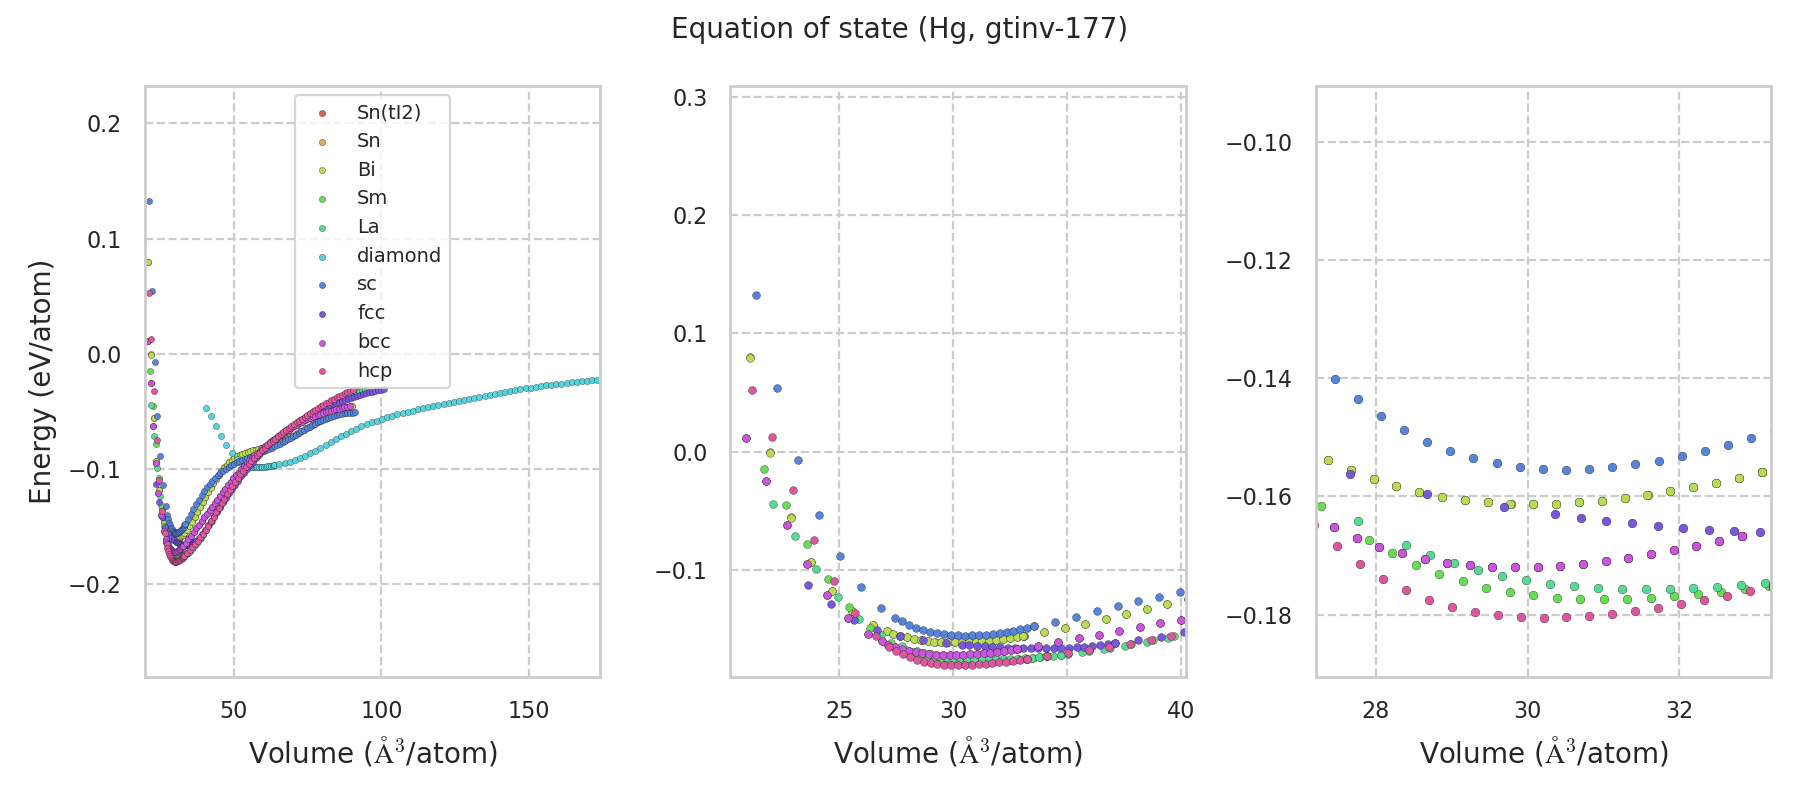 Equation of state (Hg, gtinv-177)
Energy (eV/atom)
0.2
0.1
0.0
−0.1
−0.2
50
100
150
Volume (Å³/atom)
Sn(tI2)
Sn
Bi
Sm
La
diamond
sc
fcc
bcc
hcp
0.3
0.2
0.1
0.0
−0.1
25
30
35
40
Volume (Å³/atom)
−0.10
−0.12
−0.14
−0.16
−0.18
28
30
32
Volume (Å³/atom)